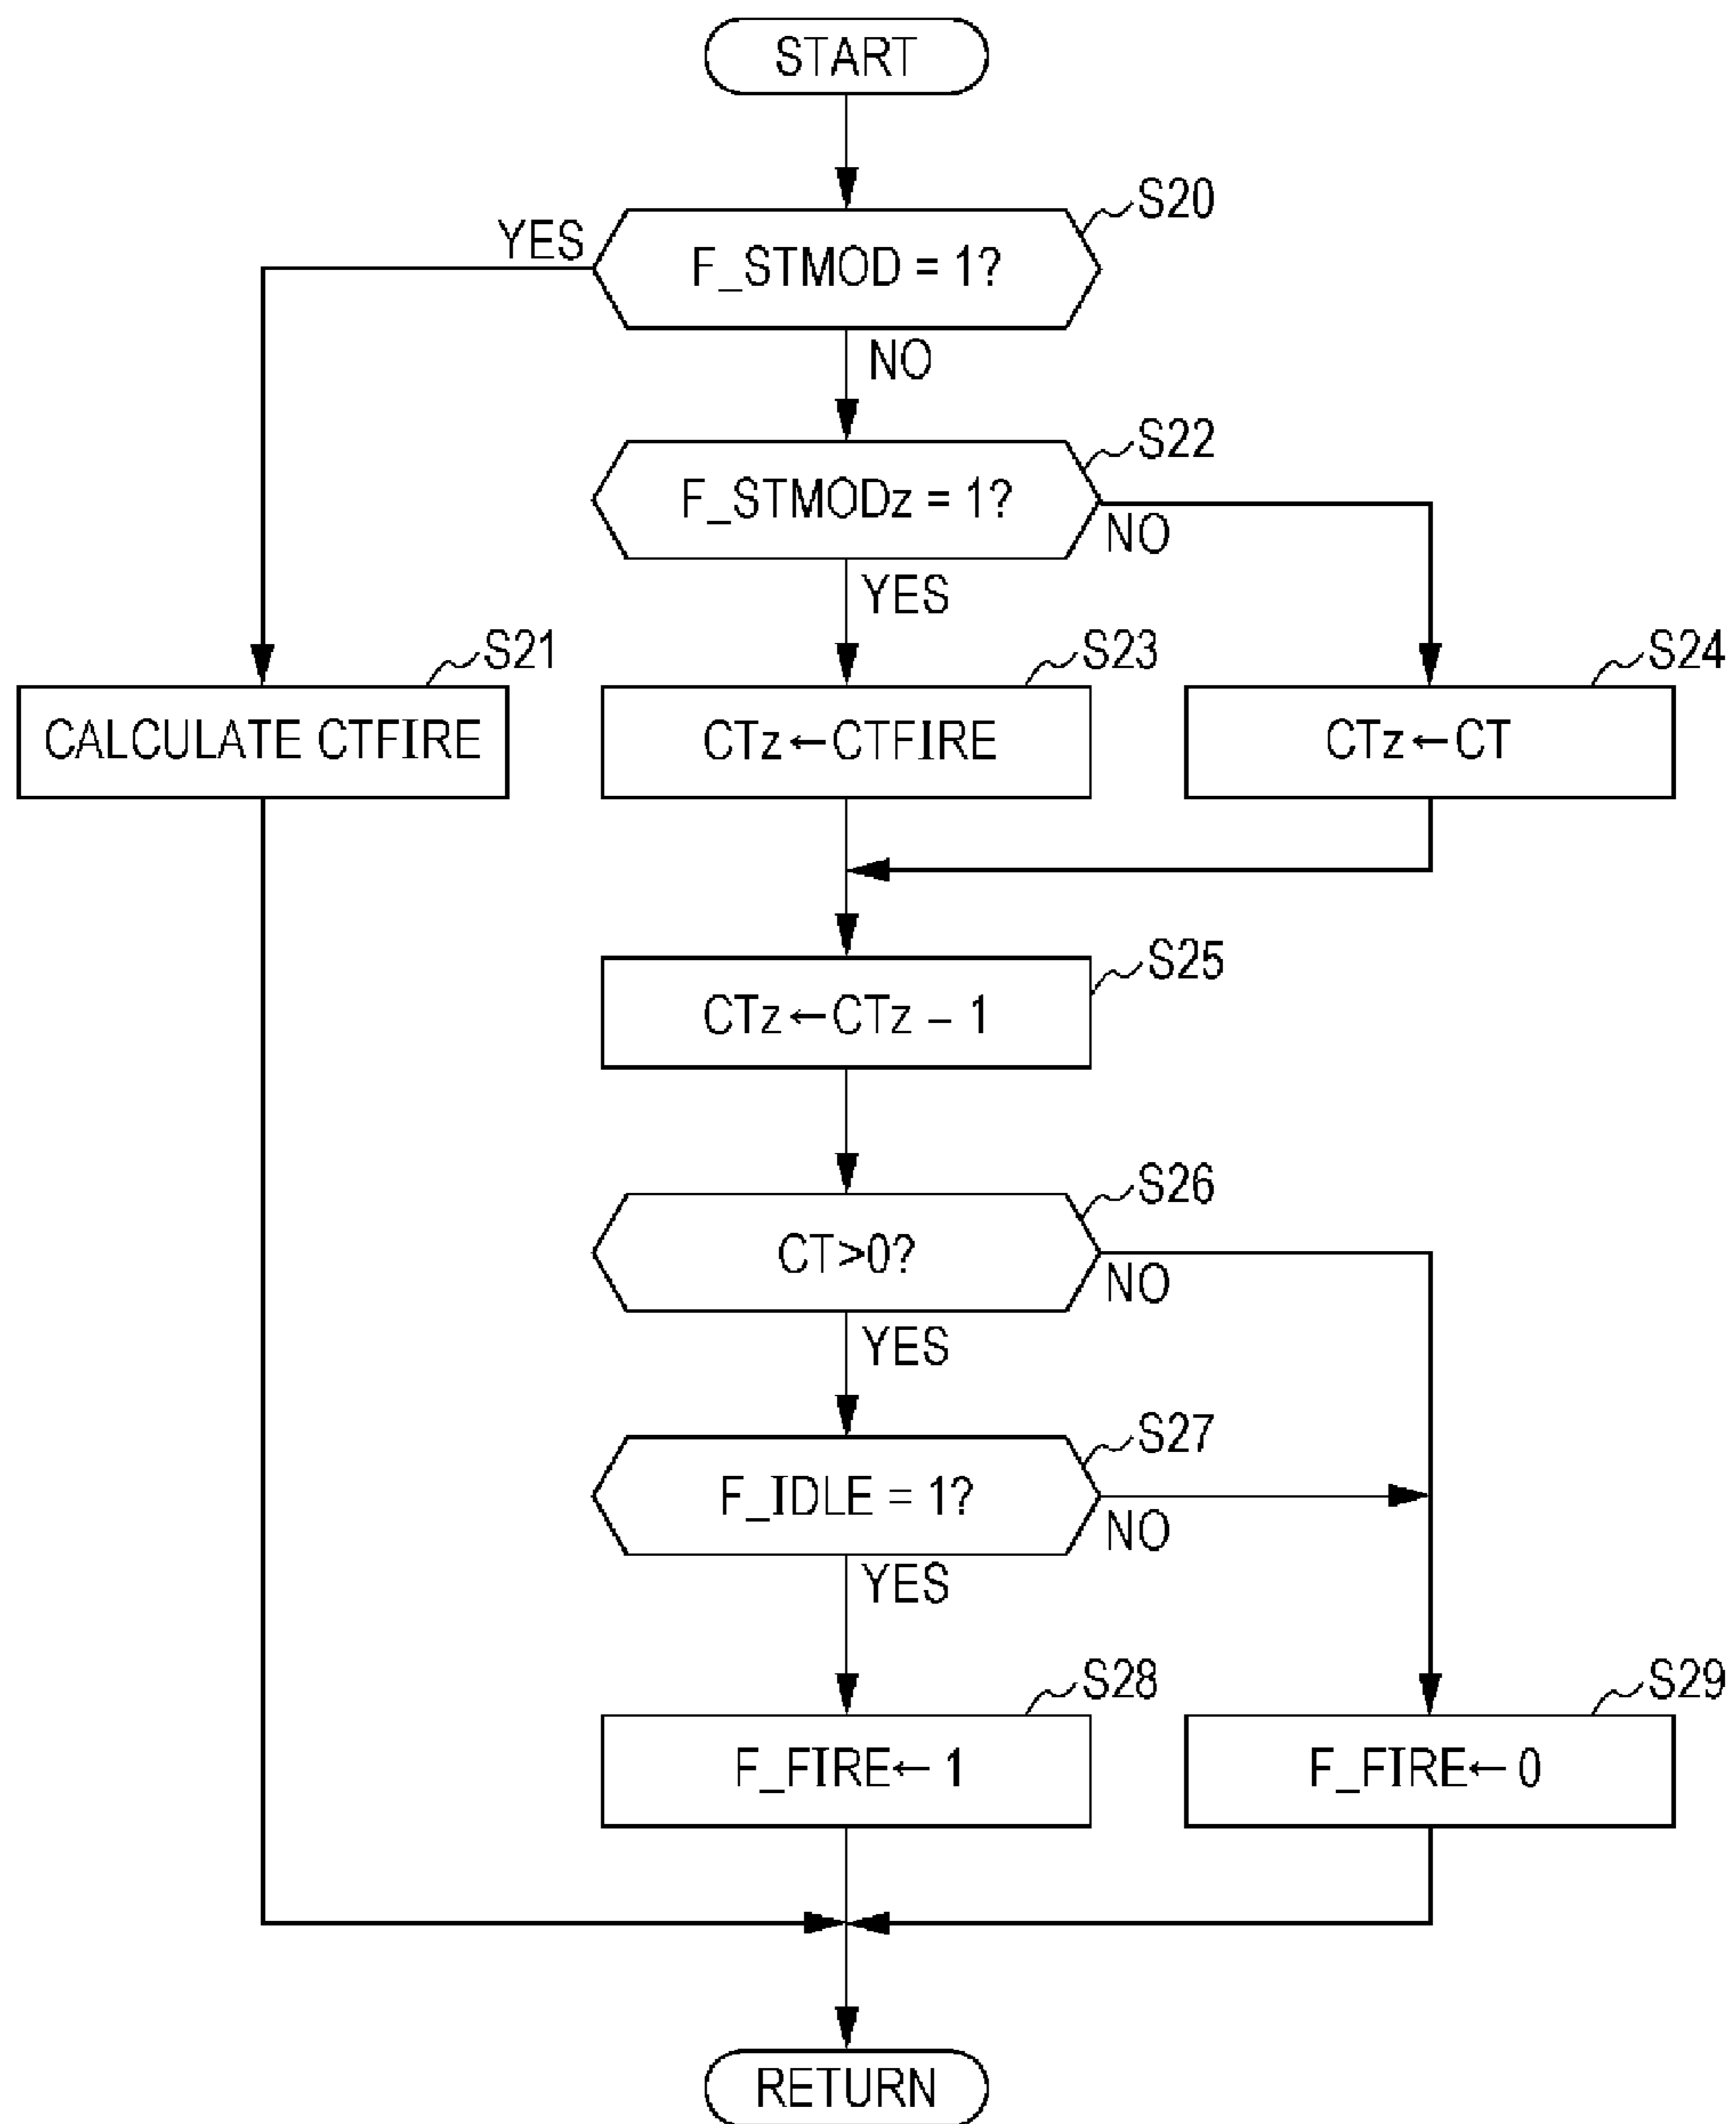 START
S20
YES
F_STMOD = 1?
NO
S22
F_STMODz = 1?
NO
YES
S21
S23
S24
CALCULATE CTFIRE
CTz←CTFIRE
CTz←CT
S25
CTz←CTz – 1
S26
CT>0?
NO
YES
S27
F_IDLE = 1?
NO
YES
S28
S29
F_FIRE← 1
F_FIRE← 0
RETURN